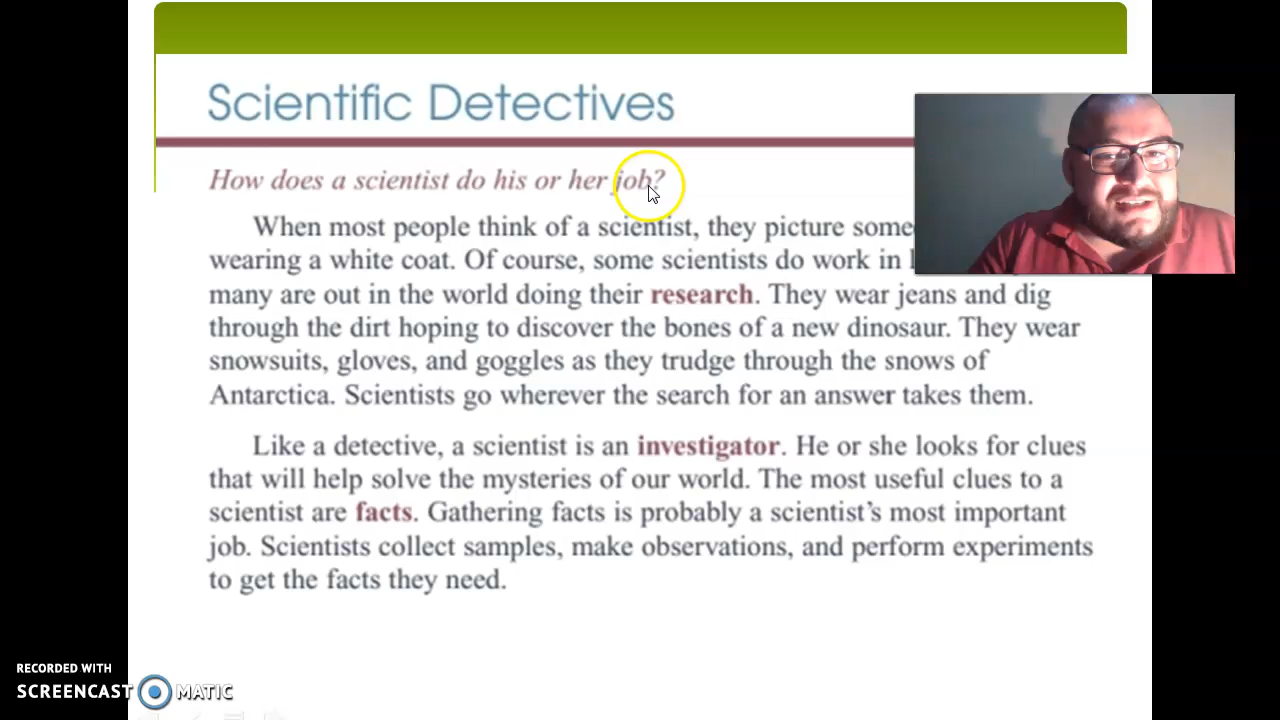 Scientific Detectives
How does a scientist do his or her job?
When most people think of a scientist, they picture some
wearing a white coat. Of course, some scientists do work in
many are out in the world doing their research. They wear jeans and dig
through the dirt hoping to discover the bones of a new dinosaur. They wear
snowsuits, gloves, and goggles as they trudge through the snows of
Antarctica. Scientists go wherever the search for an answer takes them.
Like a detective, a scientist is an investigator. He or she looks for clues
that will help solve the mysteries of our world. The most useful clues to a
scientist are facts. Gathering facts is probably a scientist's most important
job. Scientists collect samples, make observations, and perform experiments
to get the facts they need.
RECORDED WITH
SCREENCAST MATIC